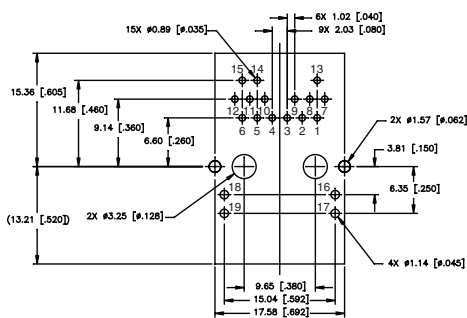 6X 1.02 [.040]
15X ø0.89 [ø.035]
9X 2.03 [.080]
15 14 13
12 11 10 9 8 7
6 5 4 3 2 1
15.36 [.605]
11.68 [.460]
9.14 [.360]
6.60 [.260]
2X ø1.57 [ø.062]
3.81 [.150]
6.35 [.250]
(13.21 [.520])
2X ø3.25 [ø.128]
18 16
19 17
4X ø1.14 [ø.045]
9.65 [.380]
15.04 [.592]
17.58 [.692]